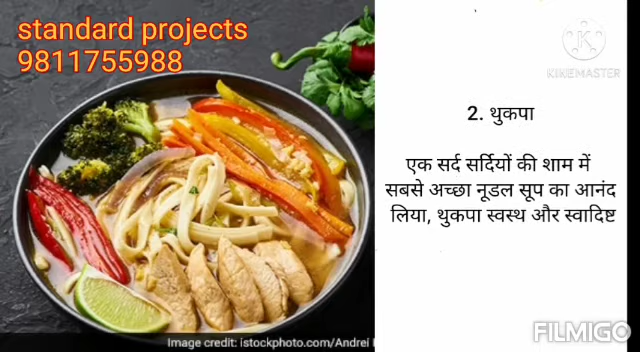 standard projects
9811755988
KINEMASTER
2. थुकपा
एक सर्द सर्दियों की शाम में
सबसे अच्छा नूडल सूप का आनंद
लिया, थुकपा स्वस्थ और स्वादिष्ट
Image credit: istockphoto.com/Andrei
FILMIGO